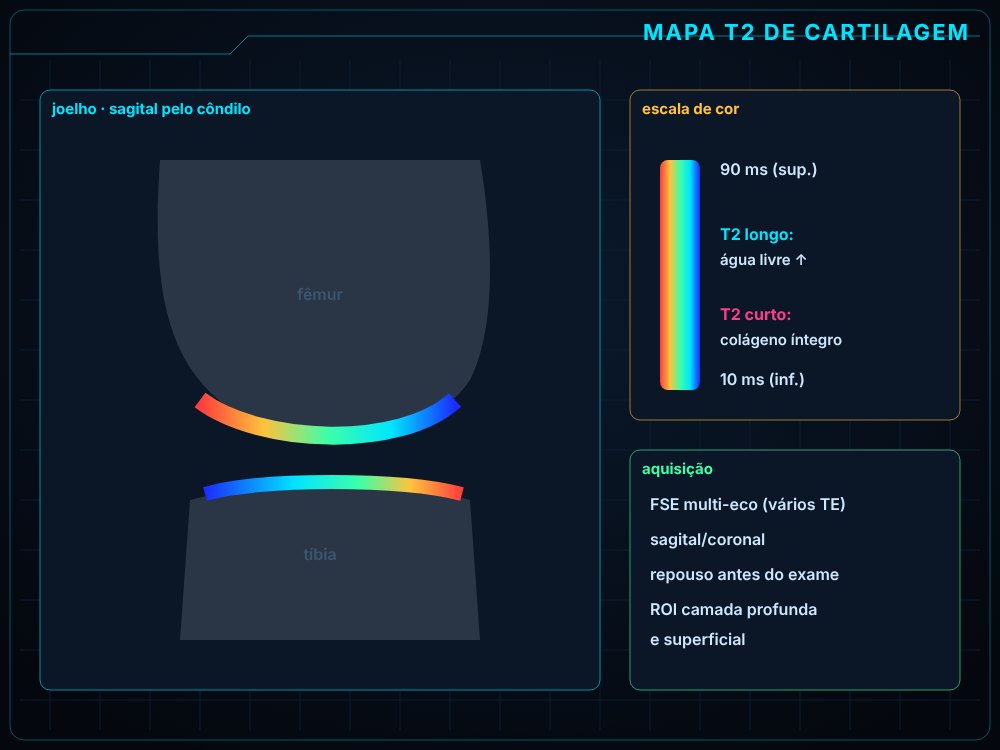 MAPA T2 DE CARTILAGEM
joelho · sagital pelo côndilo
fêmur
tíbia
escala de cor
90 ms (sup.)
T2 longo:
água livre ↑
T2 curto:
colágeno íntegro
10 ms (inf.)
aquisição
FSE multi-eco (vários TE)
sagital/coronal
repouso antes do exame
ROI camada profunda
e superficial